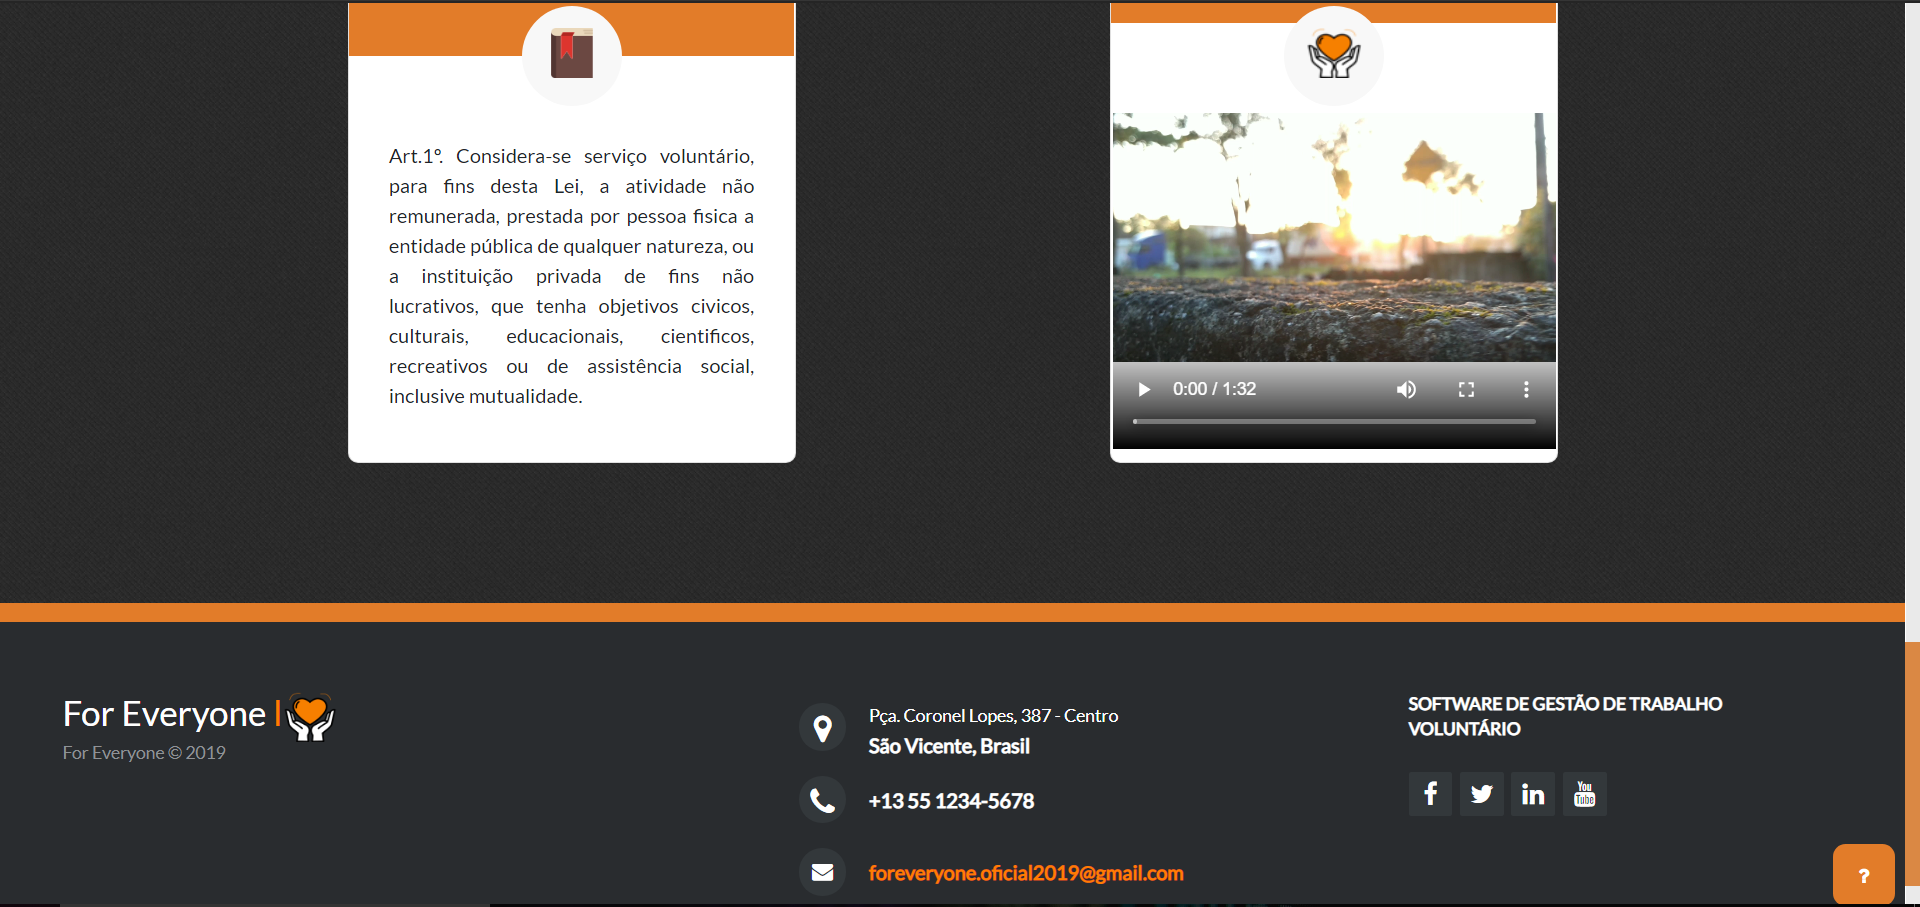 Art.1º. Considera-se serviço voluntário,
para fins desta Lei, a atividade não
remunerada, prestada por pessoa fisica a
entidade pública de qualquer natureza, ou
a instituição privada de fins não
lucrativos, que tenha objetivos civicos,
culturais, educacionais, cientificos,
recreativos ou de assistência social,
inclusive mutualidade.
0:00 / 1:32
For Everyone |
For Everyone © 2019
Pça. Coronel Lopes, 387 - Centro
São Vicente, Brasil
+13 55 1234-5678
foreveryone.oficial2019@gmail.com
SOFTWARE DE GESTÃO DE TRABALHO
VOLUNTÁRIO
You
Tube
?